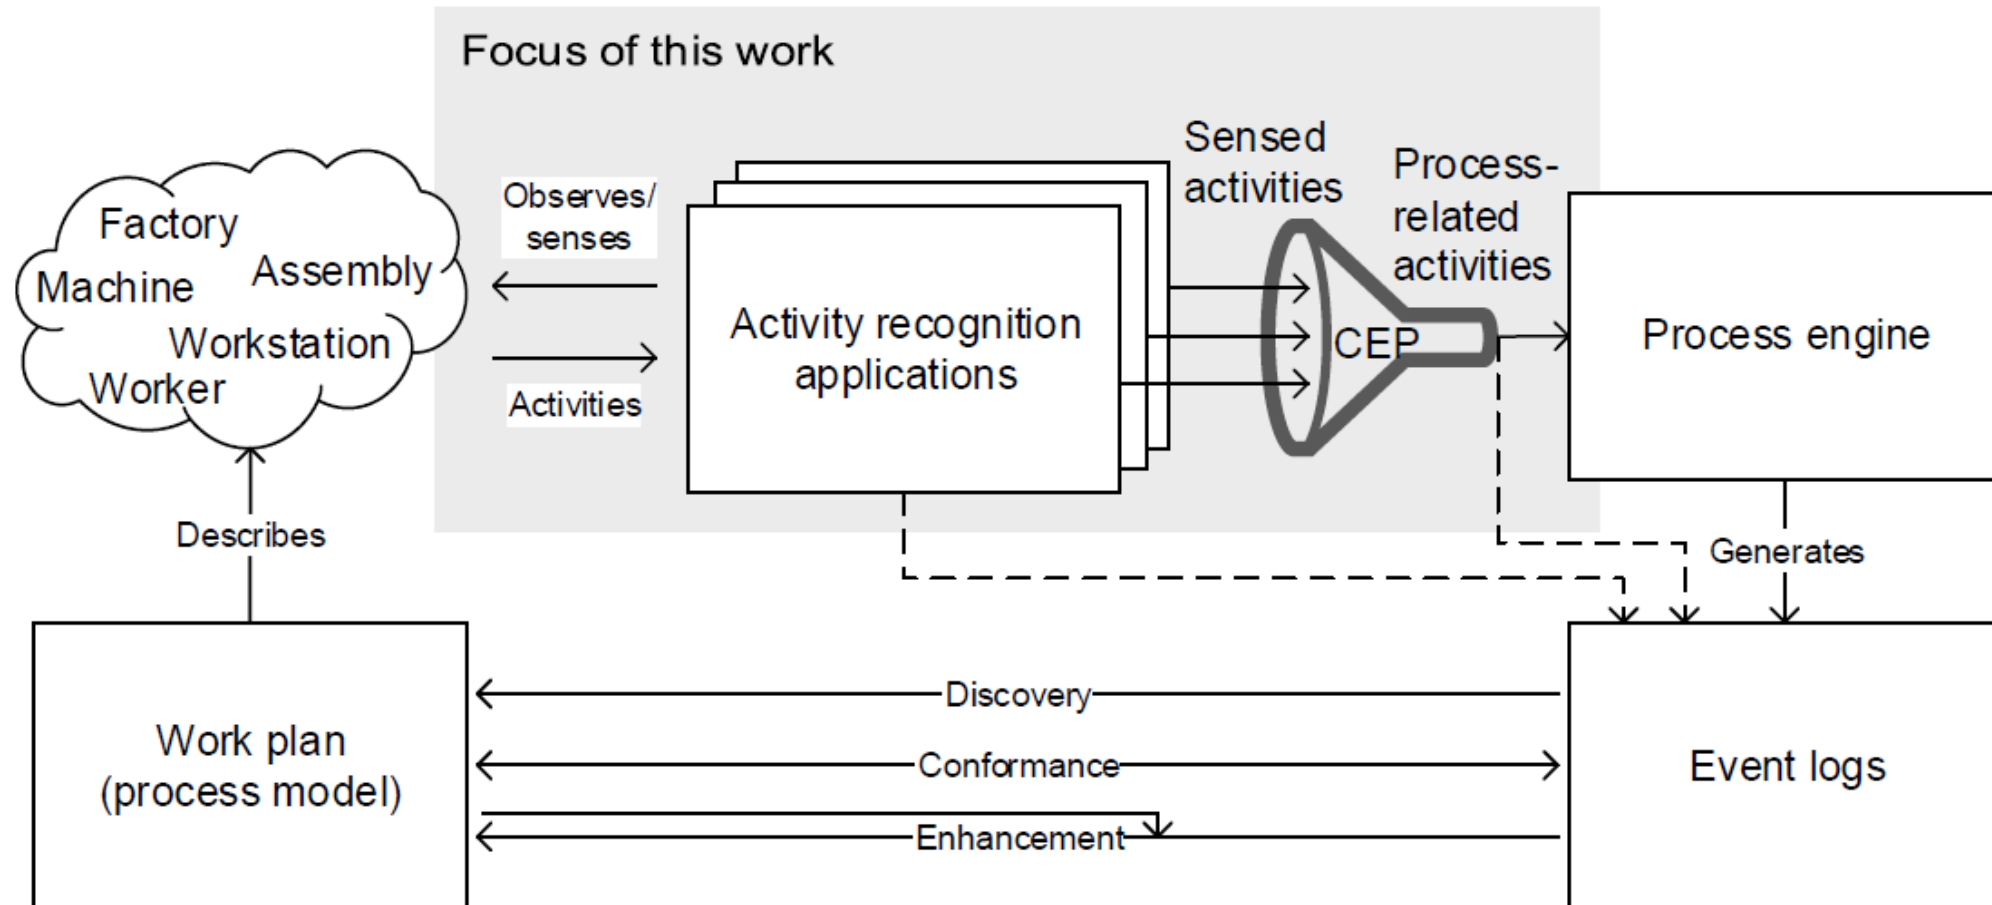 Focus of this work
Factory
Machine
Assembly
Workstation
Worker
Observes/
senses
Activities
Activity recognition
applications
Sensed
activities
CEP
Process-
related
activities
Process engine
Describes
Generates
Work plan
(process model)
Discovery
Conformance
Enhancement
Event logs